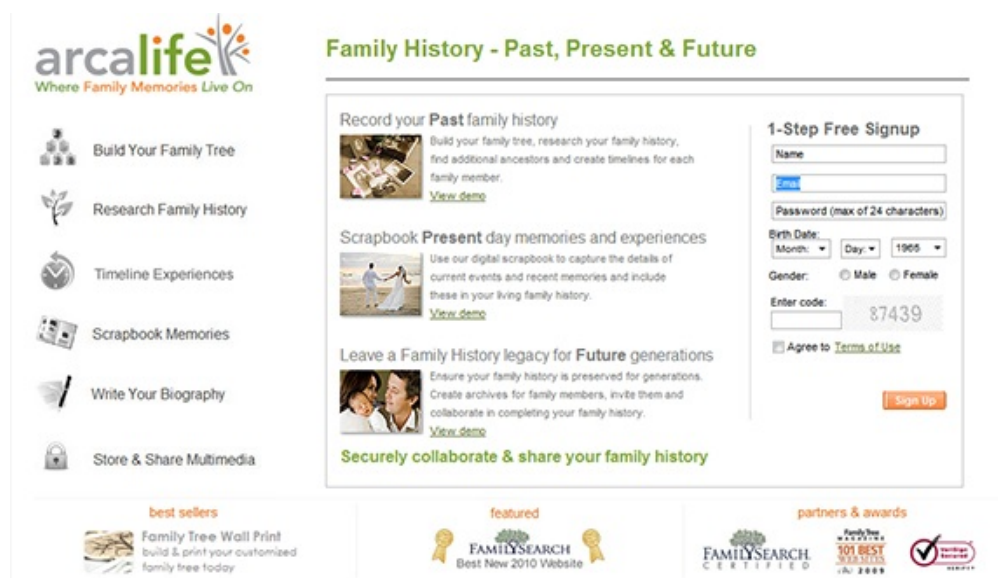 arcalife
Where Family Memories Live On
Build Your Family Tree
Research Family History
Timeline Experiences
Scrapbook Memories
Write Your Biography
Store & Share Multimedia
Family History - Past, Present & Future
Record your Past family history
Build your family tree, research your family history,
find additional ancestors and create timelines for each
family member.
View demo
Scrapbook Present day memories and experiences
Use our digital scrapbook to capture the details of
current events and recent memories and include
these in your living family history.
View demo
Leave a Family History legacy for Future generations
Ensure your family history is preserved for generations.
Create archives for family members, invite them and
collaborate in completing your family history.
View demo
Securely collaborate & share your family history
1-Step Free Signup
Name
Email
Password (max of 24 characters)
Birth Date:
Month: Day: 1965
Gender: Male Female
Enter code:
87439
Agree to Terms of Use
Sign Up
best sellers
Family Tree Wall Print
build & print your customized
family tree today
featured
FAMILYSEARCH
Best New 2010 Website
partners & awards
FAMILYSEARCH
CERTIFIED
Family Tree
MAGAZINE
101 BEST
WEBSITES
2009
VeriSign
Secured